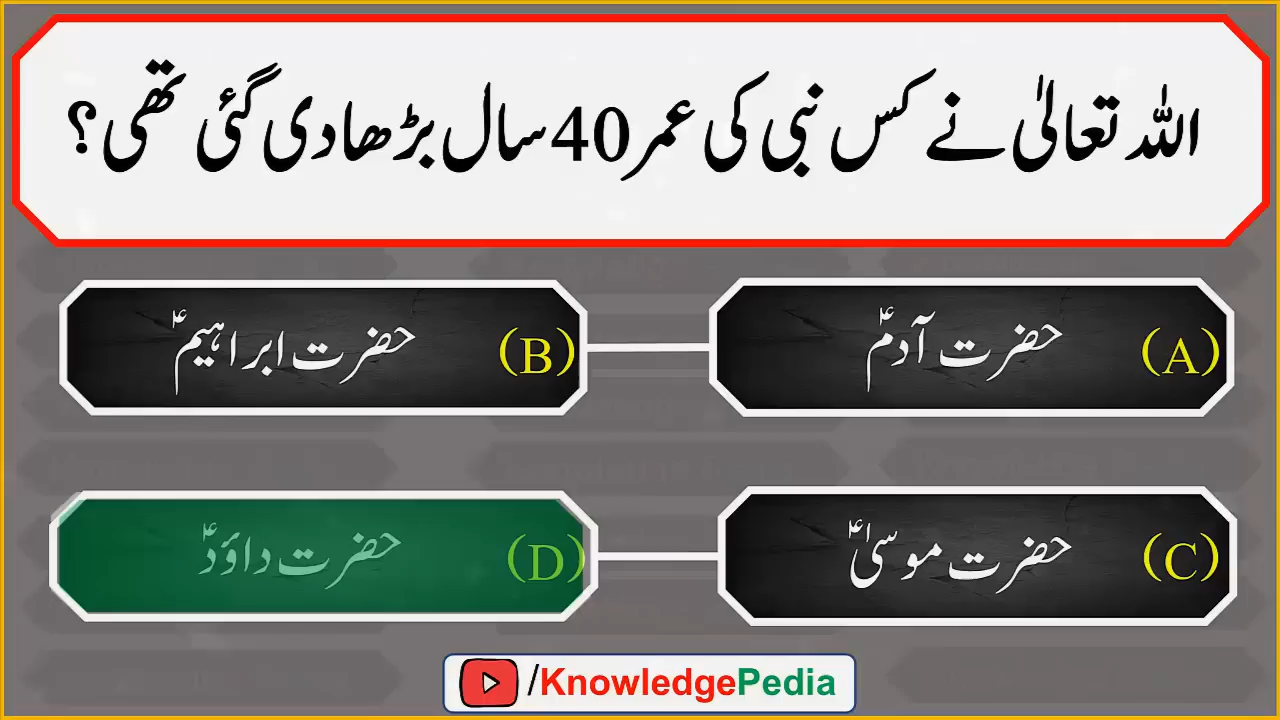 اللہ تعالیٰ نے کس نبی کی عمر 40 سال بڑھا دی گئی تھی؟
(A) حضرت آدمؑ
(B) حضرت ابراہیمؑ
(C) حضرت موسیٰؑ
(D) حضرت داؤدؑ
/KnowledgePedia